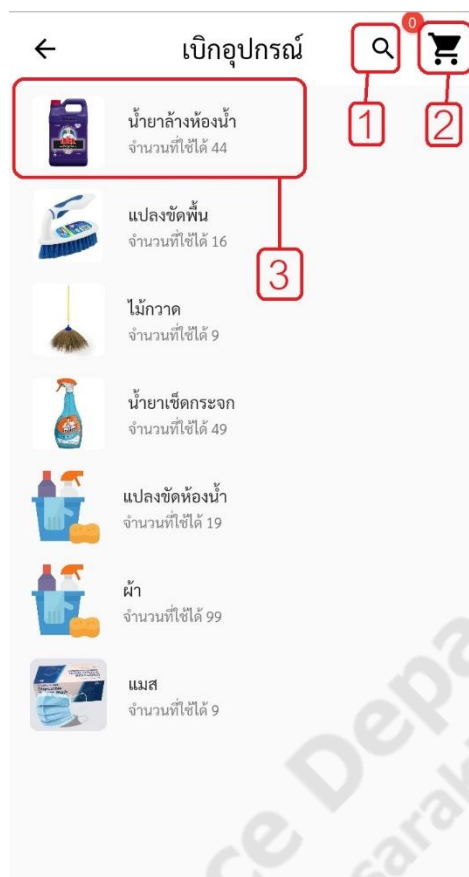 0
เบิกอุปกรณ์
1
2
น้ำยาล้างห้องน้ำ
จำนวนที่ใช้ได้ 44
แปลงขัดพื้น
จำนวนที่ใช้ได้ 16
3
ไม้กวาด
จำนวนที่ใช้ได้ 9
น้ำยาเช็ดกระจก
จำนวนที่ใช้ได้ 49
แปลงขัดห้องน้ำ
จำนวนที่ใช้ได้ 19
ผ้า
จำนวนที่ใช้ได้ 99
แมส
จำนวนที่ใช้ได้ 9